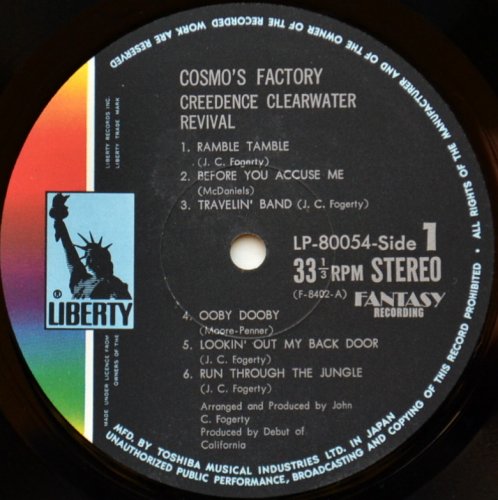 COSMO'S FACTORY
CREEDENCE CLEARWATER
REVIVAL
1. RAMBLE TAMBLE
(J. C. Fogerty)
2. BEFORE YOU ACCUSE ME
(McDaniels)
3. TRAVELIN' BAND (J. C. Fogerty)
LP-80054-Side 1
33 1/3 RPM STEREO
(F-8402-A) FANTASY
RECORDING
4. OOBY DOOBY
(Moore-Penner)
5. LOOKIN' OUT MY BACK DOOR
(J. C. Fogerty)
6. RUN THROUGH THE JUNGLE
(J. C. Fogerty)
Arranged and Produced by John
C. Fogerty
Produced by Debut of
California
LIBERTY RECORDS INC.
LIBERTY TRADE MARK
®
LIBERTY
MADE UNDER LICENCE FROM
OWNERS OF THE
MFD. BY TOSHIBA MUSICAL INDUSTRIES LTD. IN JAPAN
UNAUTHORIZED PUBLIC PERFORMANCE, BROADCASTING AND COPYING OF THIS RECORD PROHIBITED • ALL RIGHTS OF THE MANUFACTURER AND OF THE OWNER OF THE RECORDED WORK ARE RESERVED